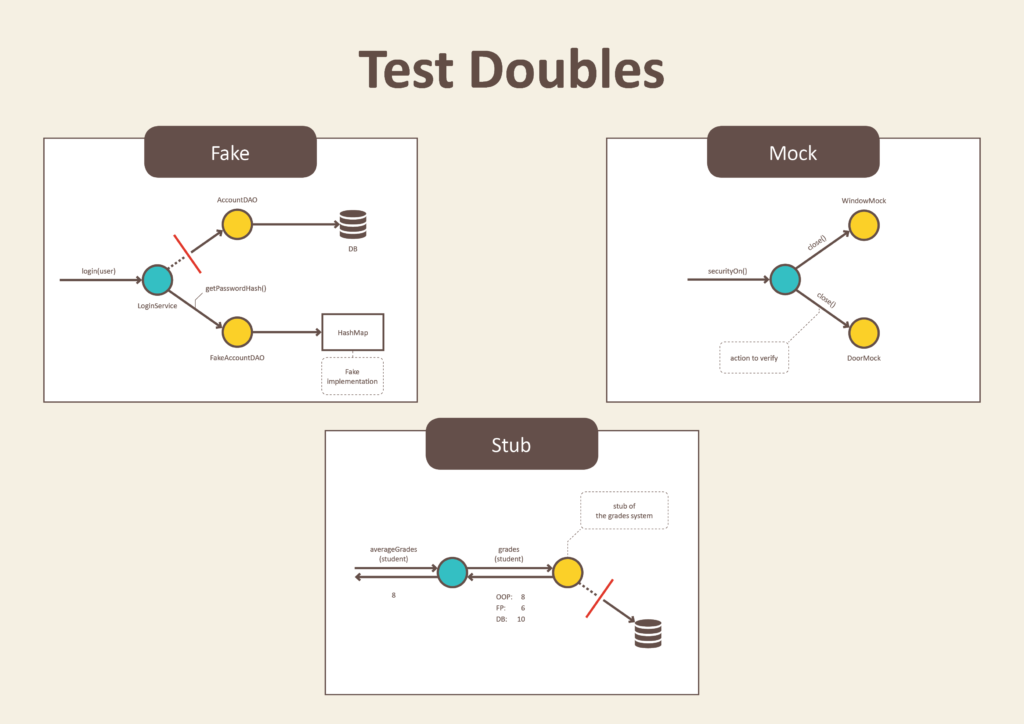 Test Doubles
Fake
AccountDAO
DB
login(user)
LoginService
getPasswordHash()
FakeAccountDAO
HashMap
Fake
Implementation
Mock
WindowMock
close()
securityOn()
close()
DoorMock
action to verify
Stub
stub of
the grades system
averageGrades
(student)
8
grades
(student)
OOP: 8
FP: 6
DB: 10